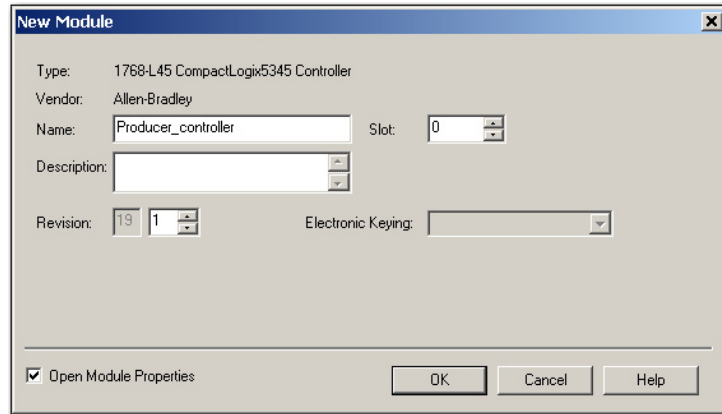 New Module
Type: 1768-L45 CompactLogix5345 Controller
Vendor: Allen-Bradley
Name: Producer_controller Slot: 0
Description:
Revision: 19 1 Electronic Keying:
Open Module Properties OK Cancel Help